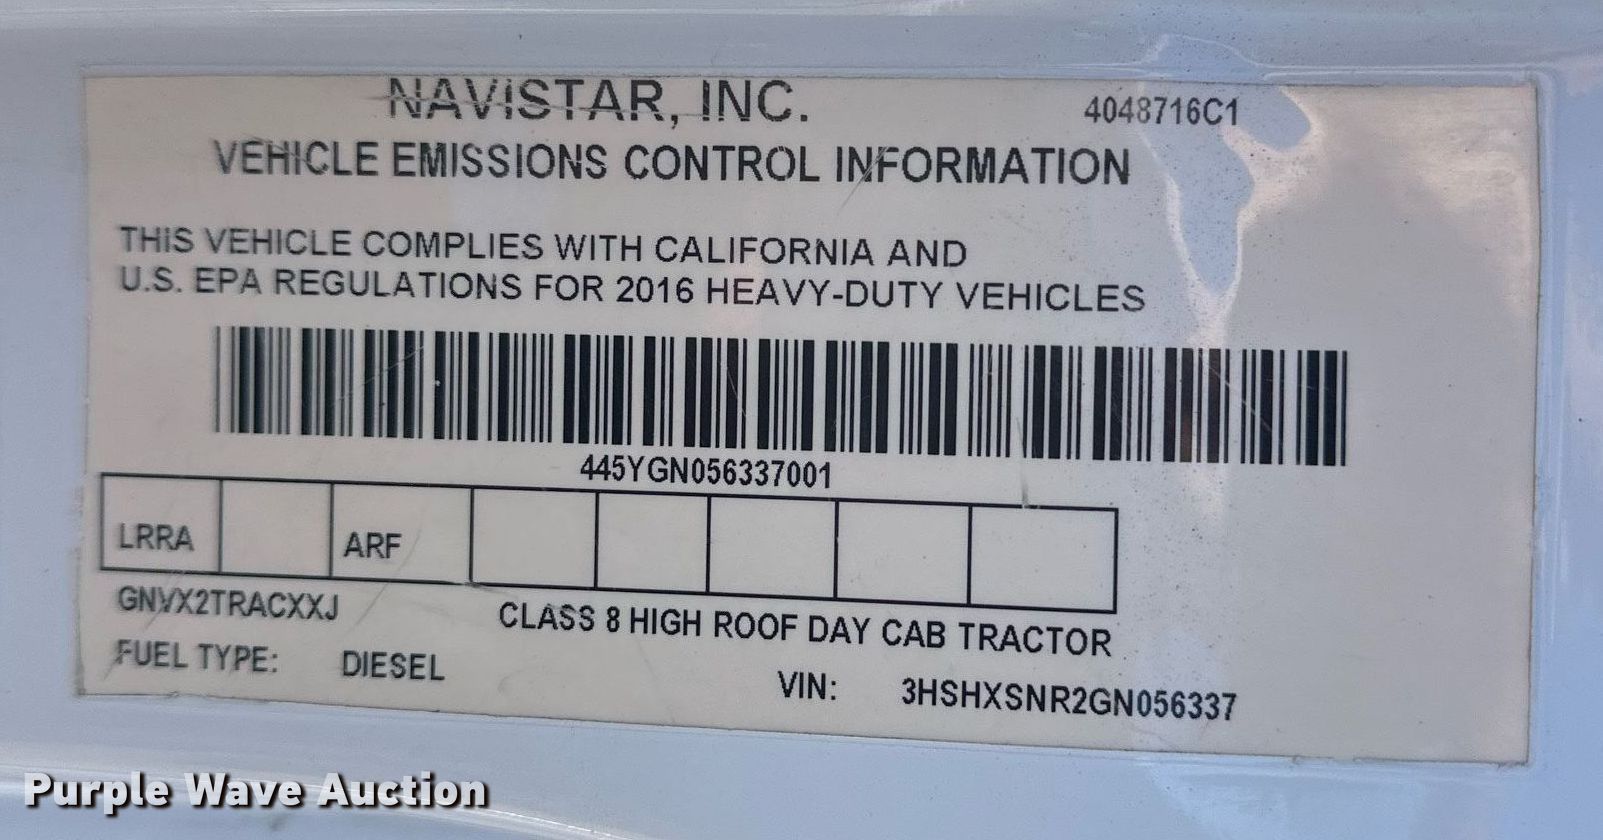 NAVISTAR, INC.
4048716C1
VEHICLE EMISSIONS CONTROL INFORMATION
THIS VEHICLE COMPLIES WITH CALIFORNIA AND
U.S. EPA REGULATIONS FOR 2016 HEAVY-DUTY VEHICLES
445YGN056337001
LRRA ARF
GNVX2TRACXXJ CLASS 8 HIGH ROOF DAY CAB TRACTOR
FUEL TYPE: DIESEL
VIN: 3HSHXSNR2GN056337
Purple Wave Auction